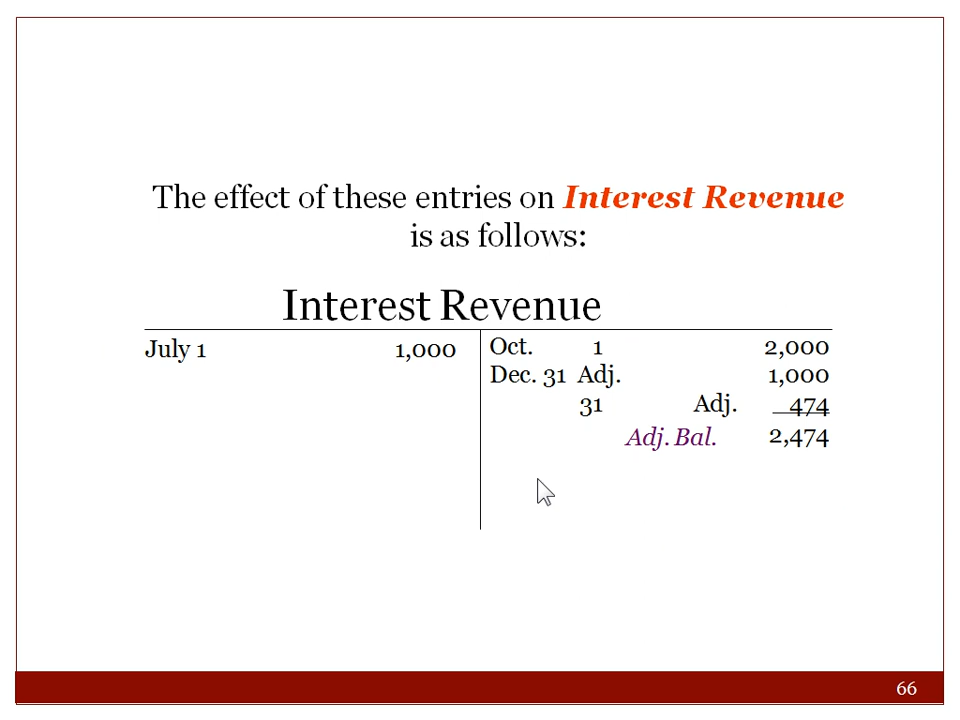 The effect of these entries on Interest Revenue
is as follows:
Interest Revenue
July 1 1,000 Oct. 1 2,000
Dec. 31 Adj. 1,000
31 Adj. 474
Adj. Bal. 2,474
66